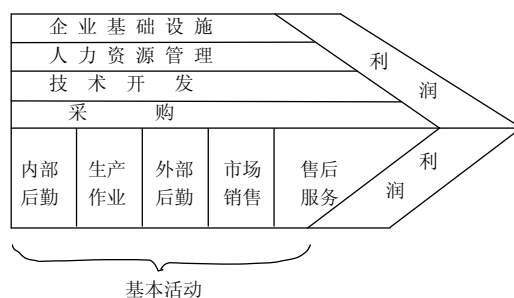 企业基础设施
人力资源管理
技术开发
采购
利润
内部后勤
生产作业
外部后勤
市场销售
售后服务
利润
基本活动